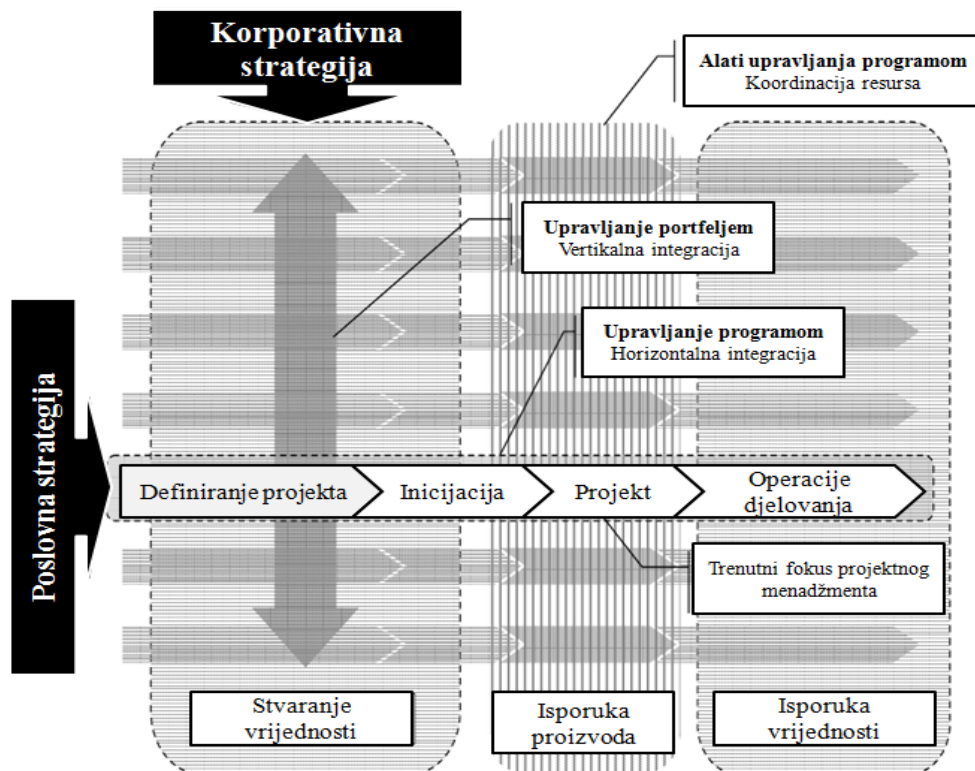 Korporativna
strategija
Alati upravljanja programom
Koordinacija resursa
Upravljanje portfeljem
Vertikalna integracija
Upravljanje programom
Horizontalna integracija
Poslovna strategija
Definiranje projekta
Inicijacija
Projekt
Operacije
djelovanja
Trenutni fokus projektnog
menadžmenta
Stvaranje
vrijednosti
Isporuka
proizvoda
Isporuka
vrijednosti